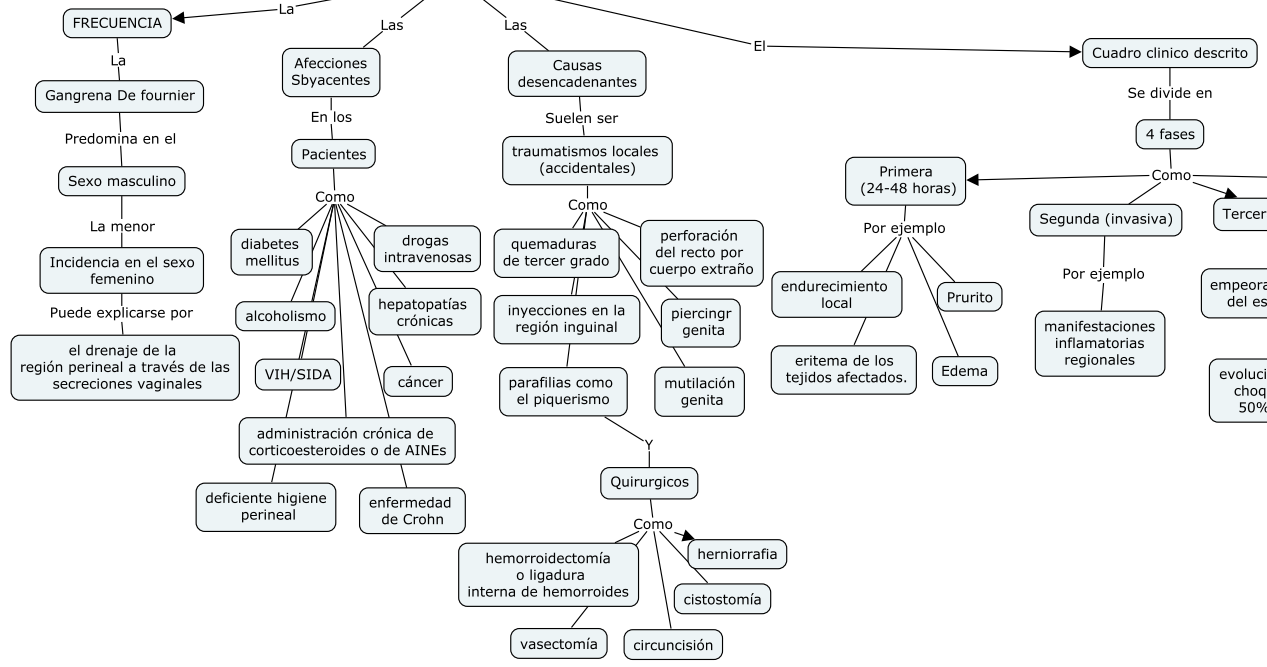 La
FRECUENCIA
La
Gangrena De fournier
Predomina en el
Sexo masculino
La menor
Incidencia en el sexo
femenino
Puede explicarse por
el drenaje de la
región perineal a través de las
secreciones vaginales
Las
Afecciones
Sbyacentes
En los
Pacientes
Como
diabetes
mellitus
drogas
intravenosas
alcoholismo
hepatopatías
crónicas
VIH/SIDA
cáncer
administración crónica de
corticoesteroides o de AINEs
deficiente higiene
perineal
enfermedad
de Crohn
Las
Causas
desencadenantes
Suelen ser
traumatismos locales
(accidentales)
Como
quemaduras
de tercer grado
perforación
del recto por
cuerpo extraño
inyecciones en la
región inguinal
piercingr
genita
parafilias como
el piquerismo
mutilación
genita
Y
Quirurgicos
Como
hemorroidectomía
o ligadura
interna de hemorroides
herniorrafia
cistostomía
vasectomía
circuncisión
El
Cuadro clinico descrito
Se divide en
4 fases
Como
Primera
(24-48 horas)
Por ejemplo
endurecimiento
local
Prurito
eritema de los
tejidos afectados.
Edema
Segunda (invasiva)
Por ejemplo
manifestaciones
inflamatorias
regionales
Tercer
empeora
del es
evoluci
choq
50%